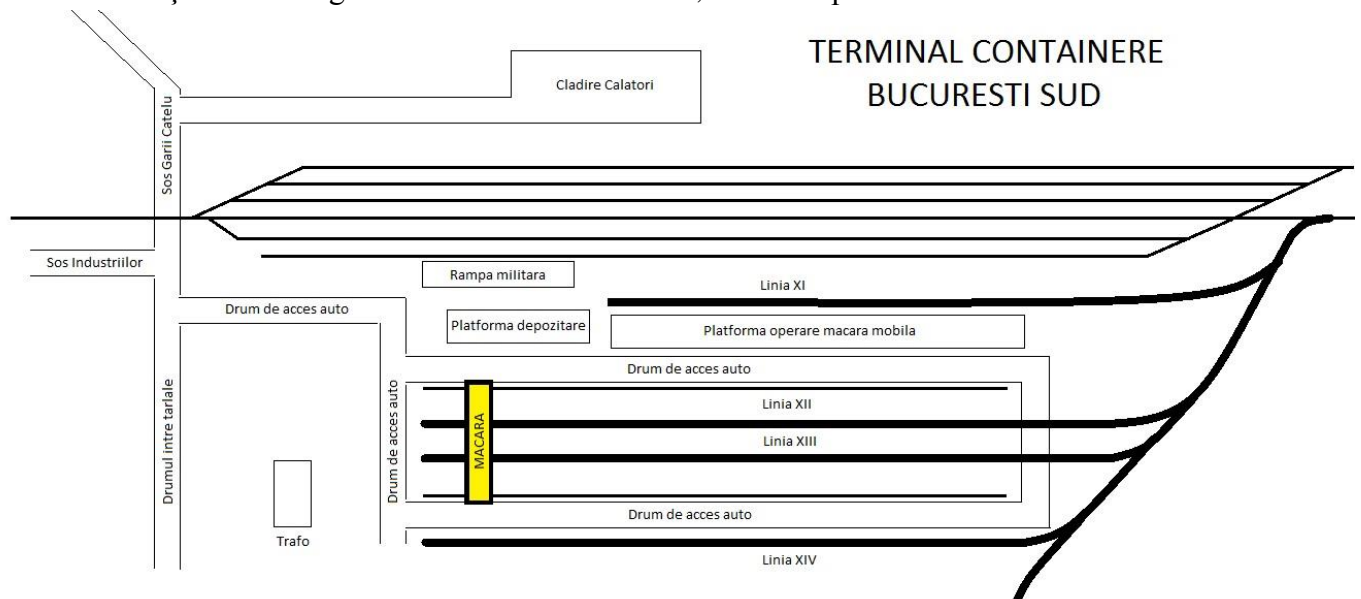 TERMINAL CONTAINERE
BUCURESTI SUD
Cladire Calatori
Sos Garii Catelu
Sos Industriilor
Rampa militara
Linia XI
Drum de acces auto
Platforma depozitare
Platforma operare macara mobila
Drum de acces auto
Drumul intre tarlale
Drum de acces auto
MACARA
Linia XII
Linia XIII
Drum de acces auto
Trafo
Linia XIV